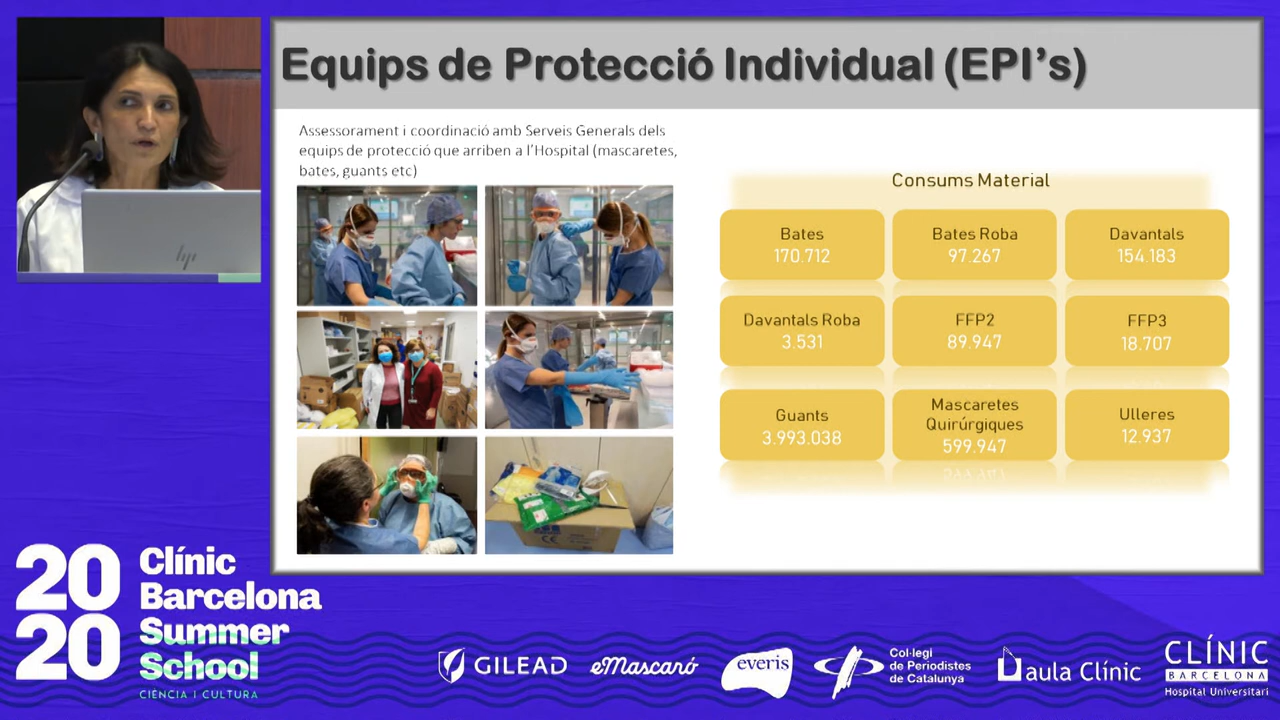 Equips de Protecció Individual (EPI's)
Assessorament i coordinació amb Serveis Generals dels
equips de protecció que arriben a l'Hospital (mascaretes,
bates, guants etc)
Consums Material
Bates
170.712
Bates Roba
97.267
Davantals
154.183
Davantals Roba
3.531
FFP2
89.947
FFP3
18.707
Guants
3.993.038
Mascaretes
Quirúrgiques
599.947
Ulleres
12.937
hp
2020
Clínic
Barcelona
Summer
School
CIÈNCIA I CULTURA
GILEAD
eMascaró
everis
Col·legi
de Periodistes
de Catalunya
aula Clínic
CLÍNIC
BARCELONA
Hospital Universitari